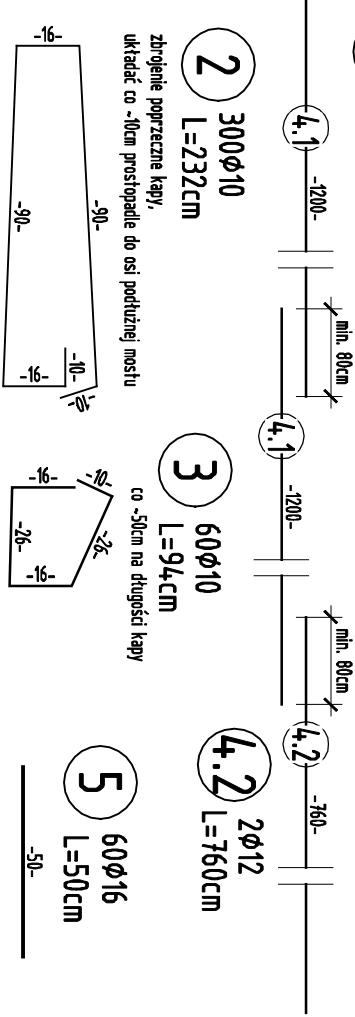 4.1
-1200-
min. 80cm
4.1
-1200-
min. 80cm
4.2
-760-
2
300ϕ10
L=232cm
zbrojenie poprzeczne kapy,
układać co ~10cm prostopadle do osi podłużnej mostu
-16-
-90-
-90-
-16-
-10-
-10-
3
60ϕ10
L=94cm
co ~50cm na długości kapy
-16-
-10-
-26-
-26-
-16-
4.2
2ϕ12
L=760cm
5
60ϕ16
L=50cm
-50-